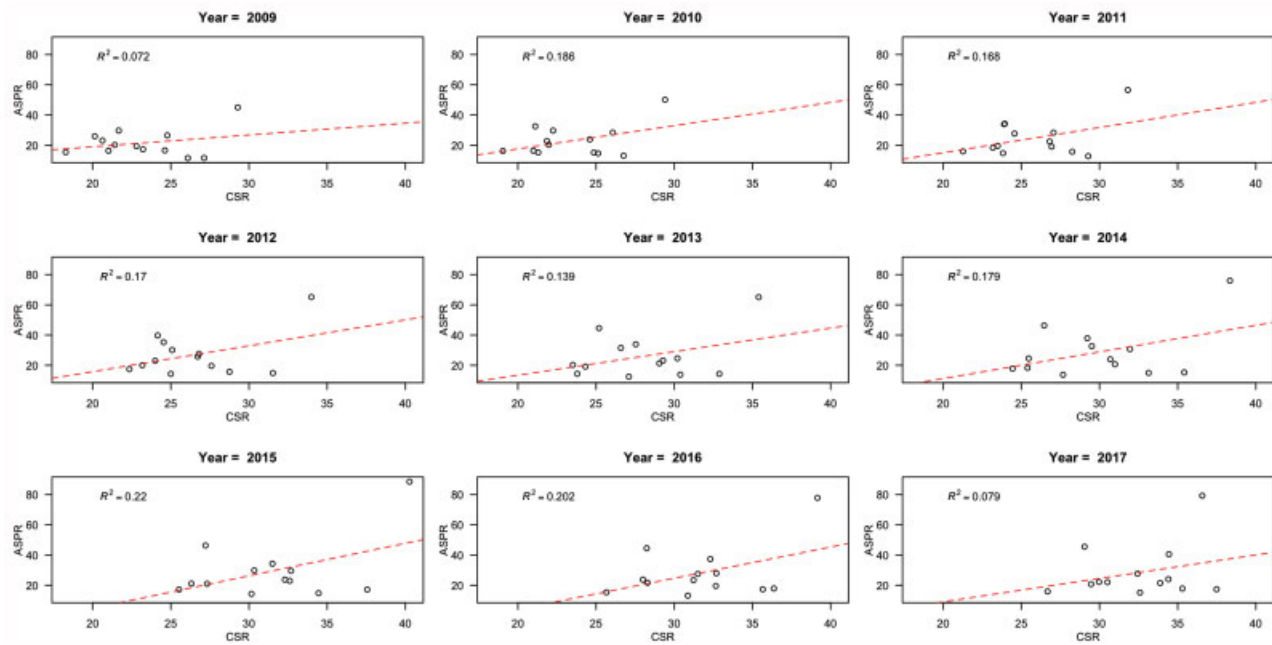 Year = 2009
R² = 0.072
80
60
40
20
ASPR
20 25 30 35 40
CSR
Year = 2010
R² = 0.186
80
60
40
20
ASPR
20 25 30 35 40
CSR
Year = 2011
R² = 0.168
80
60
40
20
ASPR
20 25 30 35 40
CSR
Year = 2012
R² = 0.17
80
60
40
20
ASPR
20 25 30 35 40
CSR
Year = 2013
R² = 0.139
80
60
40
20
ASPR
20 25 30 35 40
CSR
Year = 2014
R² = 0.179
80
60
40
20
ASPR
20 25 30 35 40
CSR
Year = 2015
R² = 0.22
80
60
40
20
ASPR
20 25 30 35 40
CSR
Year = 2016
R² = 0.202
80
60
40
20
ASPR
20 25 30 35 40
CSR
Year = 2017
R² = 0.079
80
60
40
20
ASPR
20 25 30 35 40
CSR